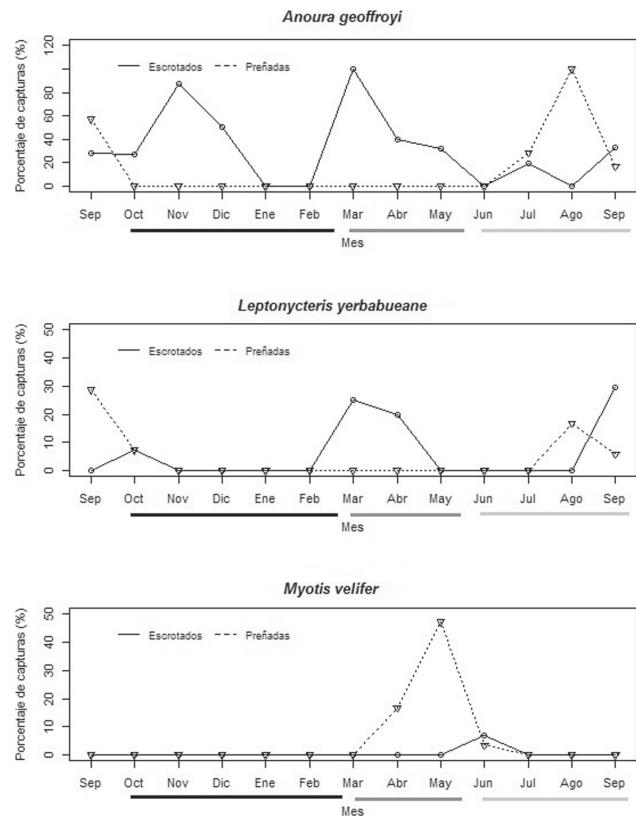 Anoura geoffroyi
Porcentaje de capturas (%)
120
80
60
40
20
0
Escrotados Preñadas
Sep Oct Nov Dic Ene Feb Mar Abr May Jun Jul Ago Sep
Mes
Leptonycteris yerbabueane
Porcentaje de capturas (%)
50
40
30
20
10
0
Escrotados Preñadas
Sep Oct Nov Dic Ene Feb Mar Abr May Jun Jul Ago Sep
Mes
Myotis velifer
Porcentaje de capturas (%)
50
40
30
20
10
0
Escrotados Preñadas
Sep Oct Nov Dic Ene Feb Mar Abr May Jun Jul Ago Sep
Mes